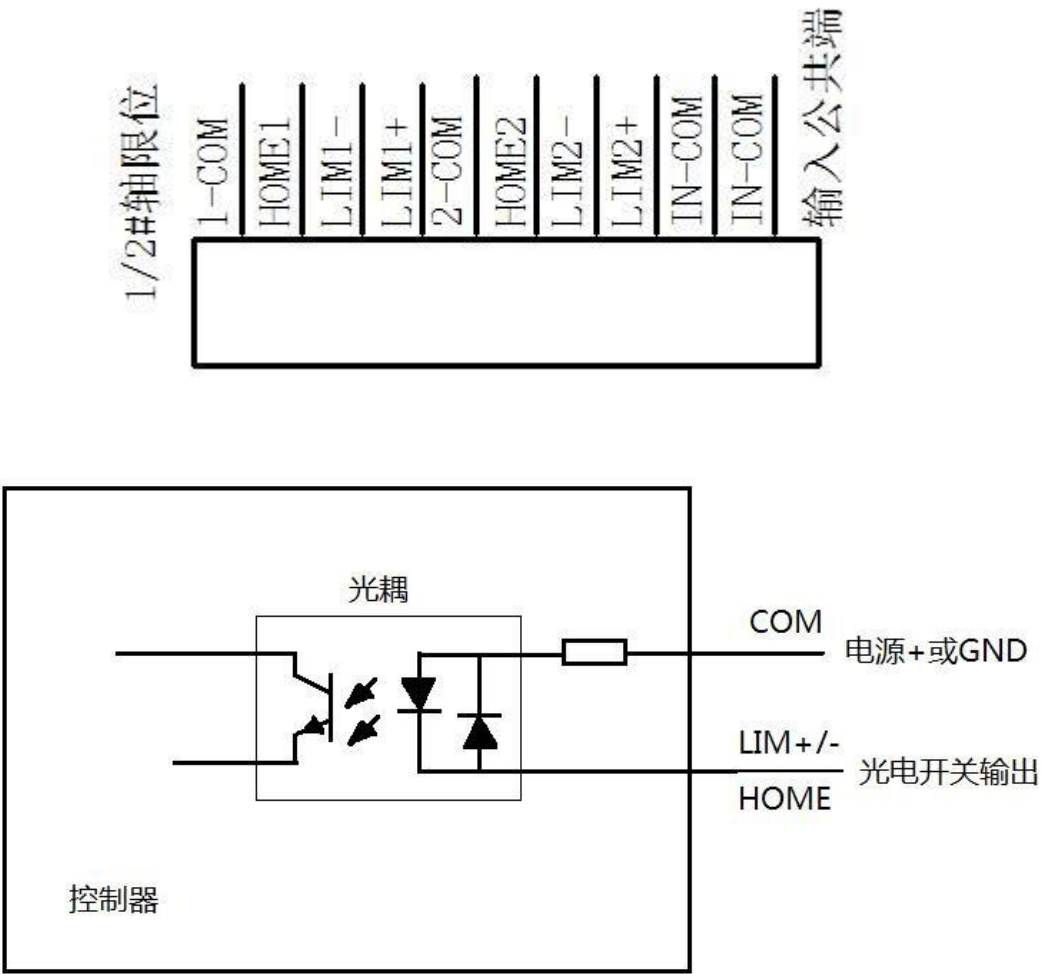 1/2#轴限位
1-COM
HOME1
LIM1-
LIM1+
2-COM
HOME2
LIM2-
LIM2+
IN-COM
IN-COM
输入公共端
光耦
COM
电源+或GND
LIM+/-
光电开关输出
HOME
控制器